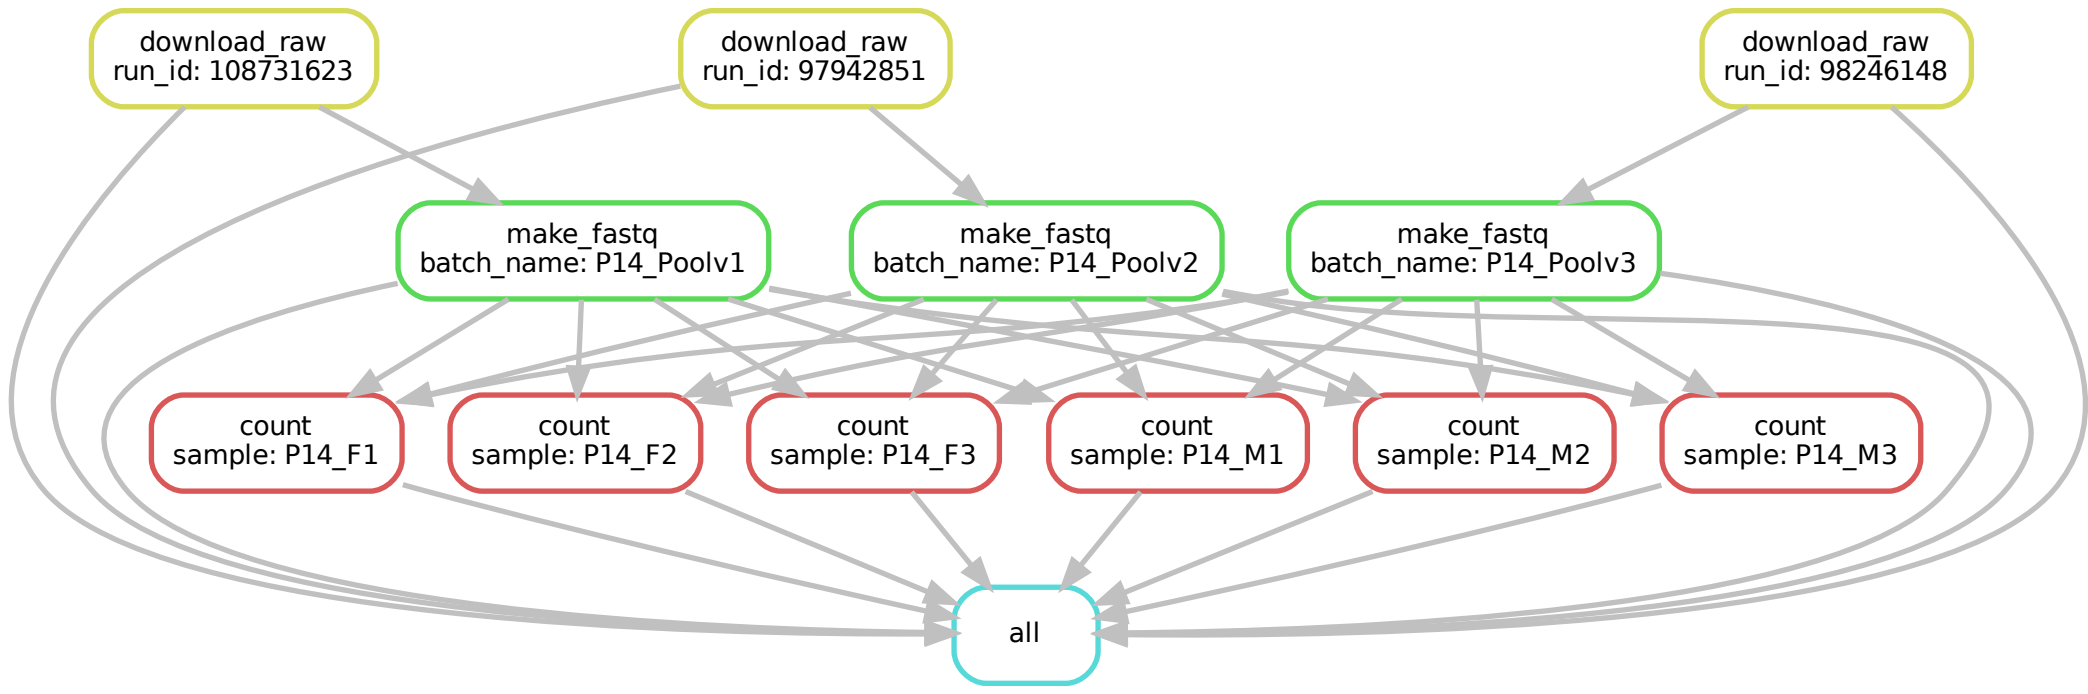 download_raw
run_id: 108731623
download_raw
run_id: 97942851
download_raw
run_id: 98246148
make_fastq
batch_name: P14_Poolv1
make_fastq
batch_name: P14_Poolv2
make_fastq
batch_name: P14_Poolv3
count
sample: P14_F1
count
sample: P14_F2
count
sample: P14_F3
count
sample: P14_M1
count
sample: P14_M2
count
sample: P14_M3
all